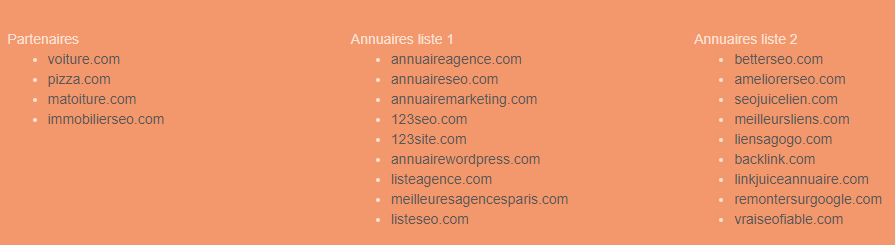 Partenaires
voiture.com
pizza.com
matoiture.com
immobilierseo.com
Annuaires liste 1
annuaireagence.com
annuaireseo.com
annuairemarketing.com
123seo.com
123site.com
annuairewordpress.com
listeagence.com
meilleuresagencesparis.com
listeseo.com
Annuaires liste 2
betterseo.com
ameliorerseo.com
seojuicelien.com
meilleursliens.com
liensagogo.com
backlink.com
linkjuiceannuaire.com
remontersurgoogle.com
vraiseofiable.com